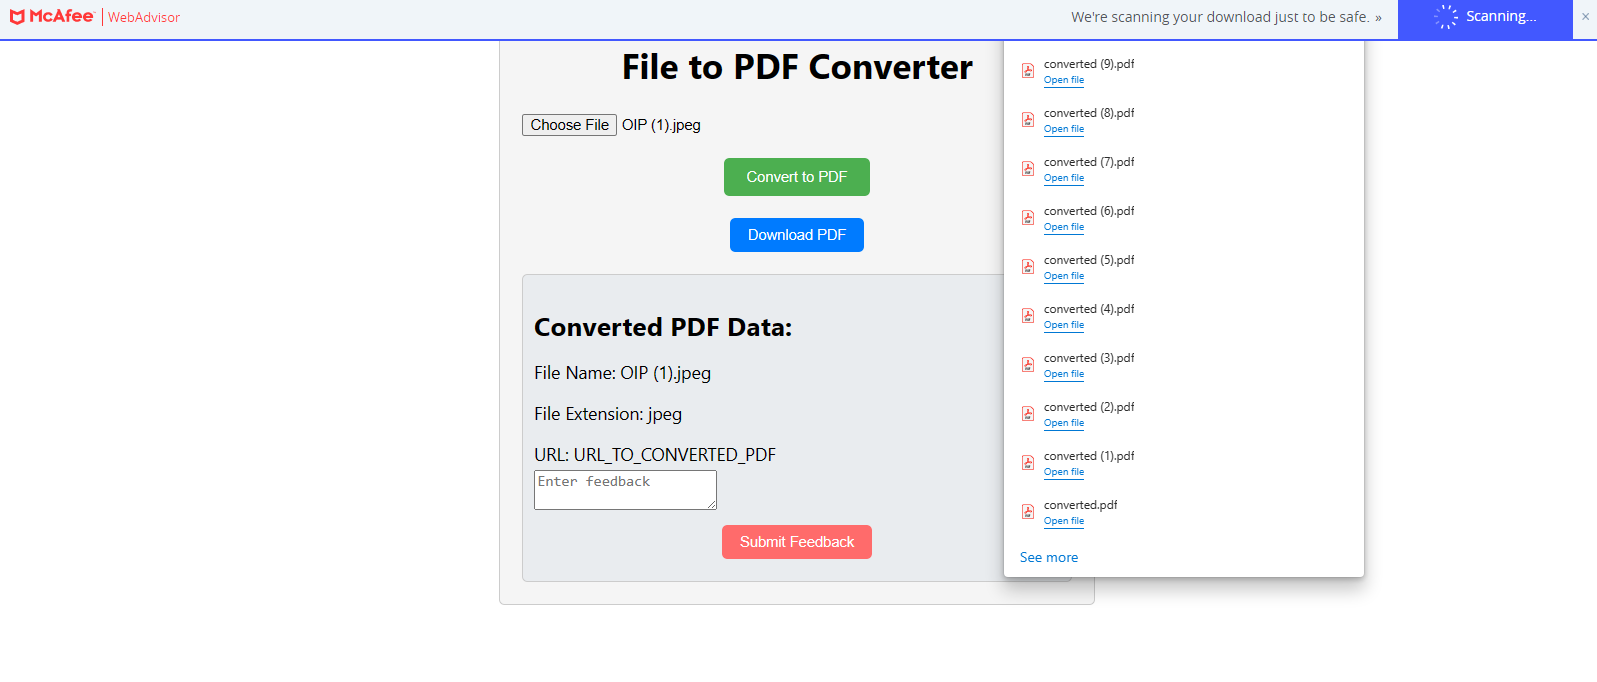 McAfee | WebAdvisor
We're scanning your download just to be safe. »
Scanning...
×
File to PDF Converter
Choose File OIP (1).jpeg
Convert to PDF
Download PDF
Converted PDF Data:
File Name: OIP (1).jpeg
File Extension: jpeg
URL: URL_TO_CONVERTED_PDF
Enter feedback
Submit Feedback
converted (9).pdf
Open file
converted (8).pdf
Open file
converted (7).pdf
Open file
converted (6).pdf
Open file
converted (5).pdf
Open file
converted (4).pdf
Open file
converted (3).pdf
Open file
converted (2).pdf
Open file
converted (1).pdf
Open file
converted.pdf
Open file
See more